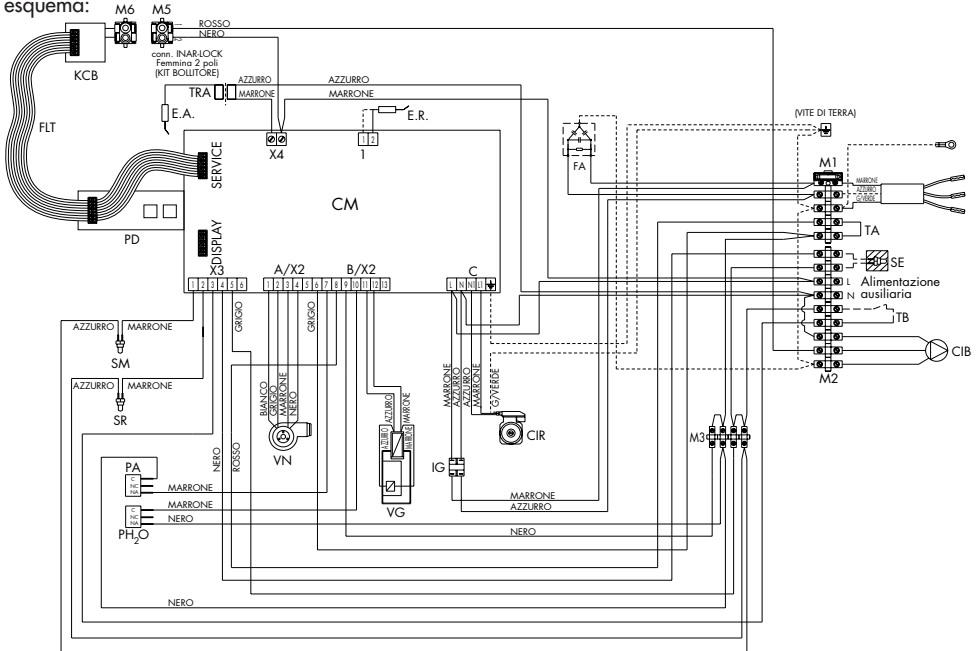 esquema:
M6 M5
ROSSO
NERO
conn. INAR-LOCK
Femmina 2 poli
(KIT BOLLITORE)
KCB
FLT
TRA
AZZURRO AZZURRO
MARRONE MARRONE
E.A.
E.R.
X4
1 2
1
SERVICE
CM
DISPLAY
PD
FA
(VITE DI TERRA)
M1
MARRONE
AZZURRO
G/VERDE
TA
SE
L Alimentazione
N ausiliaria
TB
CIB
M2
X3 A/X2 B/X2 C
1 2 3 4 5 6
1 2 3 4 5 6 7 8 9 10 11 12 13
L N N1 L1
GRIGIO GRIGIO
AZZURRO MARRONE
SM
AZZURRO MARRONE
SR
BIANCO
GRIGIO
MARRONE
NERO
VN
AZZURRO
MARRONE
AZZURRO
MARRONE
VG
MARRONE
AZZURRO
AZZURRO
MARRONE
G/VERDE
CIR
IG
M3
NERO
ROSSO
PA
C
NC
NA
MARRONE
MARRONE
C
NC
NA
NERO
PH2O
MARRONE
AZZURRO
NERO
NERO